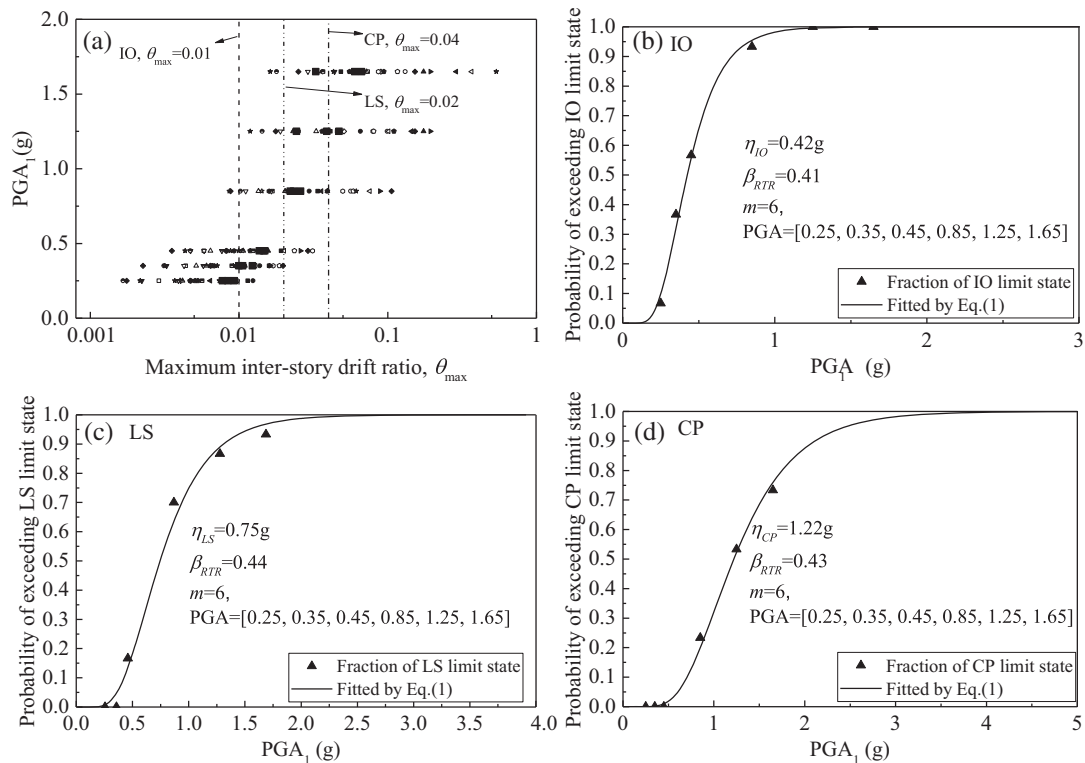 (a)
IO, θmax=0.01
CP, θmax=0.04
LS, θmax=0.02
2.0
1.5
1.0
0.5
0.0
PGA1(g)
0.001 0.01 0.1 1
Maximum inter-story drift ratio, θmax
(b) IO
1.0
0.9
0.8
0.7
0.6
0.5
0.4
0.3
0.2
0.1
0.0
Probability of exceeding IO limit state
ηIO=0.42g
βRTR=0.41
m=6,
PGA=[0.25, 0.35, 0.45, 0.85, 1.25, 1.65]
Fraction of IO limit state
Fitted by Eq.(1)
0 1 2 3
PGA1 (g)
(c) LS
1.0
0.9
0.8
0.7
0.6
0.5
0.4
0.3
0.2
0.1
0.0
Probability of exceeding LS limit state
ηLS=0.75g
βRTR=0.44
m=6,
PGA=[0.25, 0.35, 0.45, 0.85, 1.25, 1.65]
Fraction of LS limit state
Fitted by Eq.(1)
0.0 0.5 1.0 1.5 2.0 2.5 3.0 3.5 4.0
PGA1 (g)
(d) CP
1.0
0.9
0.8
0.7
0.6
0.5
0.4
0.3
0.2
0.1
0.0
Probability of exceeding CP limit state
ηCP=1.22g
βRTR=0.43
m=6,
PGA=[0.25, 0.35, 0.45, 0.85, 1.25, 1.65]
Fraction of CP limit state
Fitted by Eq.(1)
0 1 2 3 4 5
PGA1 (g)